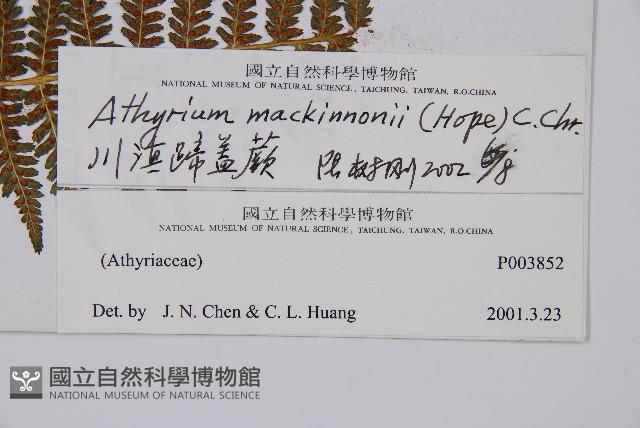 國立自然科學博物館
NATIONAL MUSEUM OF NATURAL SCIENCE, TAICHUNG, TAIWAN, R.O.CHINA
Athyrium mackinnonii (Hope) C.Chr.
川滇蹄蓋蕨 2002
國立自然科學博物館
NATIONAL MUSEUM OF NATURAL SCIENCE, TAICHUNG, TAIWAN, R.O.CHINA
(Athyriaceae) P003852
Det. by J. N. Chen & C. L. Huang 2001.3.23
國立自然科學博物館
NATIONAL MUSEUM OF NATURAL SCIENCE